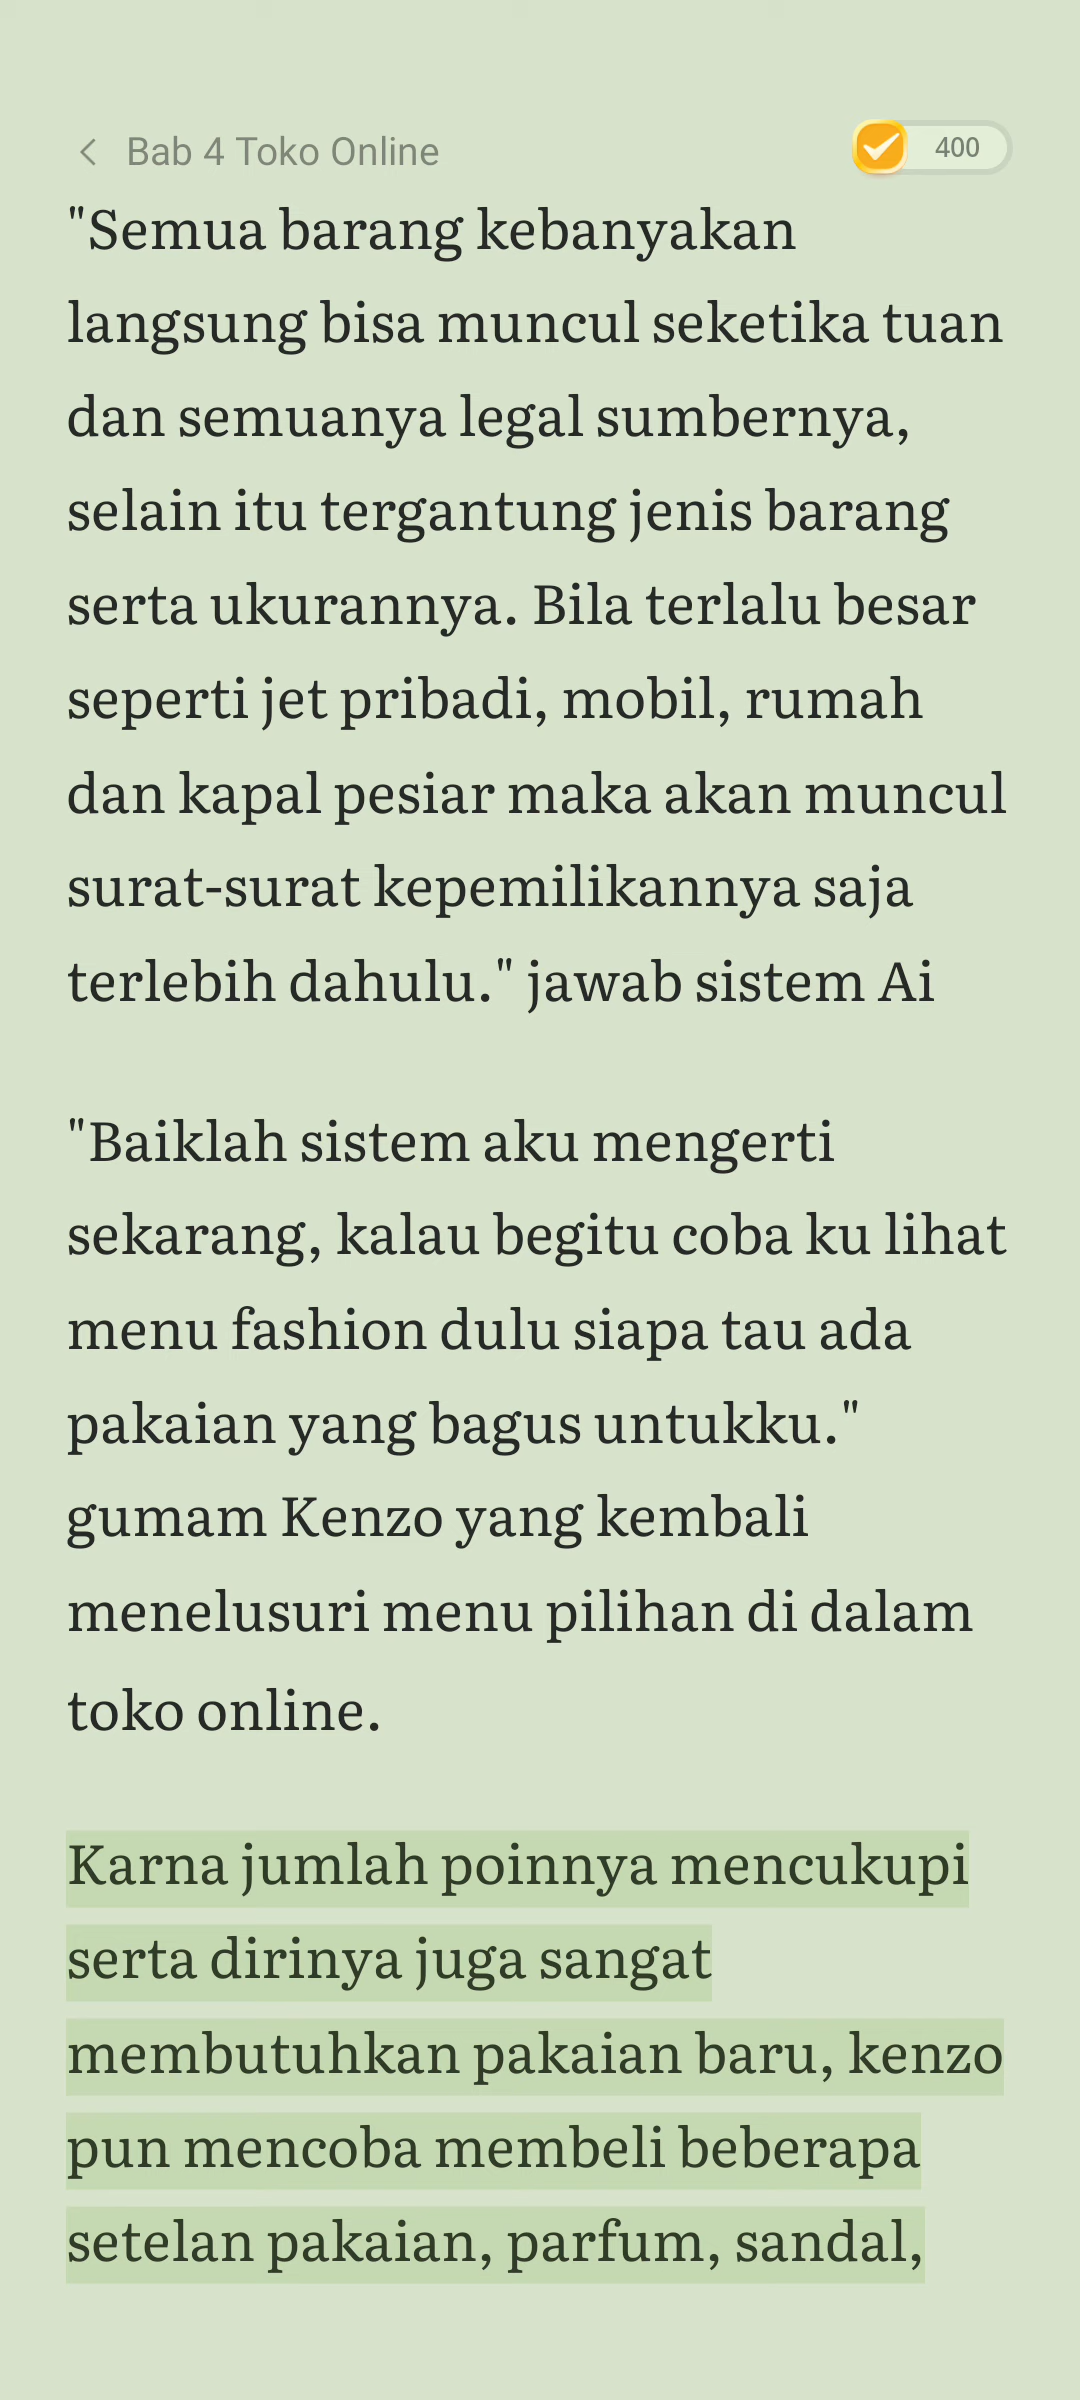 Bab 4 Toko Online
400
"Semua barang kebanyakan
langsung bisa muncul seketika tuan
dan semuanya legal sumbernya,
selain itu tergantung jenis barang
serta ukurannya. Bila terlalu besar
seperti jet pribadi, mobil, rumah
dan kapal pesiar maka akan muncul
surat-surat kepemilikannya saja
terlebih dahulu." jawab sistem Ai
"Baiklah sistem aku mengerti
sekarang, kalau begitu coba ku lihat
menu fashion dulu siapa tau ada
pakaian yang bagus untukku."
gumam Kenzo yang kembali
menelusuri menu pilihan di dalam
toko online.
Karna jumlah poinnya mencukupi
serta dirinya juga sangat
membutuhkan pakaian baru, kenzo
pun mencoba membeli beberapa
setelan pakaian, parfum, sandal,